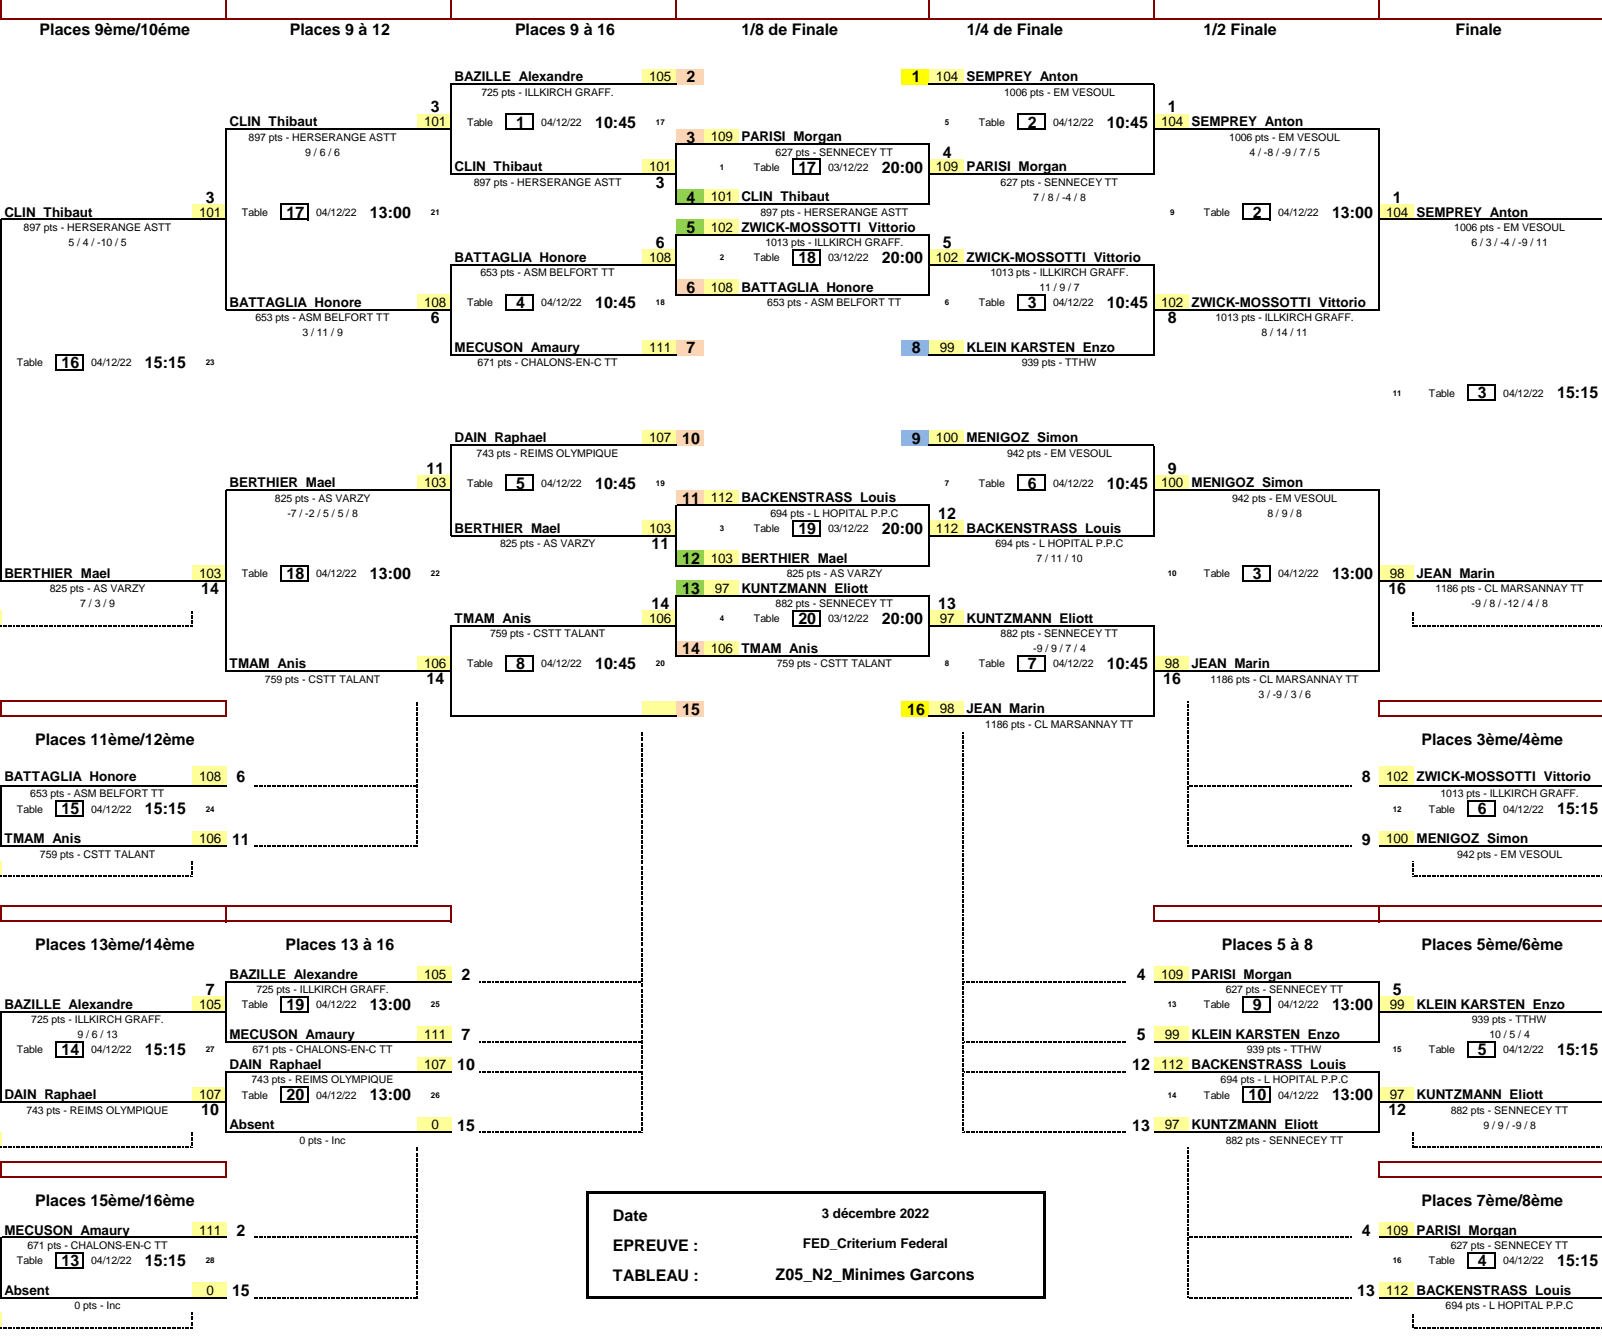 Places 9ème/10éme
Places 9 à 12
Places 9 à 16
1/8 de Finale
1/4 de Finale
1/2 Finale
Finale
BAZILLE Alexandre 105 2
725 pts - ILLKIRCH GRAFF.
1 104 SEMPREY Anton
1006 pts - EM VESOUL
3
CLIN Thibaut 101
897 pts - HERSERANGE ASTT
9 / 6 / 6
Table 1 04/12/22 10:45 17
5 Table 2 04/12/22 10:45
1
104 SEMPREY Anton
1006 pts - EM VESOUL
4 / -8 / -9 / 7 / 5
3 109 PARISI Morgan
627 pts - SENNECEY TT
1 Table 17 03/12/22 20:00
CLIN Thibaut 101
897 pts - HERSERANGE ASTT 3
4
109 PARISI Morgan
627 pts - SENNECEY TT
7 / 8 / -4 / 8
4 101 CLIN Thibaut
897 pts - HERSERANGE ASTT
3
CLIN Thibaut 101
897 pts - HERSERANGE ASTT
5 / 4 / -10 / 5
Table 17 04/12/22 13:00 21
9 Table 2 04/12/22 13:00
1
104 SEMPREY Anton
1006 pts - EM VESOUL
6 / 3 / -4 / -9 / 11
5 102 ZWICK-MOSSOTTI Vittorio
1013 pts - ILLKIRCH GRAFF.
2 Table 18 03/12/22 20:00
6
BATTAGLIA Honore 108
653 pts - ASM BELFORT TT
5
102 ZWICK-MOSSOTTI Vittorio
1013 pts - ILLKIRCH GRAFF.
11 / 9 / 7
6 108 BATTAGLIA Honore
653 pts - ASM BELFORT TT
BATTAGLIA Honore 108
653 pts - ASM BELFORT TT 6
3 / 11 / 9
Table 4 04/12/22 10:45 18
6 Table 3 04/12/22 10:45
102 ZWICK-MOSSOTTI Vittorio
8 1013 pts - ILLKIRCH GRAFF.
8 / 14 / 11
MECUSON Amaury 111 7
671 pts - CHALONS-EN-C TT
8 99 KLEIN KARSTEN Enzo
939 pts - TTHW
Table 16 04/12/22 15:15 23
11 Table 3 04/12/22 15:15
DAIN Raphael 107 10
743 pts - REIMS OLYMPIQUE
9 100 MENIGOZ Simon
942 pts - EM VESOUL
11
BERTHIER Mael 103
825 pts - AS VARZY
-7 / -2 / 5 / 5 / 8
Table 5 04/12/22 10:45 19
7 Table 6 04/12/22 10:45
9
100 MENIGOZ Simon
942 pts - EM VESOUL
8 / 9 / 8
11 112 BACKENSTRASS Louis
694 pts - L HOPITAL P.P.C
3 Table 19 03/12/22 20:00
BERTHIER Mael 103
825 pts - AS VARZY 11
12
112 BACKENSTRASS Louis
694 pts - L HOPITAL P.P.C
7 / 11 / 10
12 103 BERTHIER Mael
825 pts - AS VARZY
BERTHIER Mael 103
825 pts - AS VARZY 14
7 / 3 / 9
Table 18 04/12/22 13:00 22
10 Table 3 04/12/22 13:00
98 JEAN Marin
16 1186 pts - CL MARSANNAY TT
-9 / 8 / -12 / 4 / 8
13 97 KUNTZMANN Eliott
882 pts - SENNECEY TT
4 Table 20 03/12/22 20:00
14
TMAM Anis 106
759 pts - CSTT TALANT
13
97 KUNTZMANN Eliott
882 pts - SENNECEY TT
-9 / 9 / 7 / 4
14 106 TMAM Anis
759 pts - CSTT TALANT
TMAM Anis 106
759 pts - CSTT TALANT 14
Table 8 04/12/22 10:45 20
8 Table 7 04/12/22 10:45
98 JEAN Marin
16 1186 pts - CL MARSANNAY TT
3 / -9 / 3 / 6
15
16 98 JEAN Marin
1186 pts - CL MARSANNAY TT
Places 11ème/12ème
BATTAGLIA Honore 108 6
653 pts - ASM BELFORT TT
Table 15 04/12/22 15:15 24
TMAM Anis 106 11
759 pts - CSTT TALANT
Places 3ème/4ème
8 102 ZWICK-MOSSOTTI Vittorio
1013 pts - ILLKIRCH GRAFF.
12 Table 6 04/12/22 15:15
9 100 MENIGOZ Simon
942 pts - EM VESOUL
Places 13ème/14ème
Places 13 à 16
BAZILLE Alexandre 105 2
725 pts - ILLKIRCH GRAFF.
Table 19 04/12/22 13:00 25
MECUSON Amaury 111 7
671 pts - CHALONS-EN-C TT
7
BAZILLE Alexandre 105
725 pts - ILLKIRCH GRAFF.
9 / 6 / 13
Table 14 04/12/22 15:15 27
DAIN Raphael 107 10
743 pts - REIMS OLYMPIQUE
Table 20 04/12/22 13:00 26
Absent 0 15
0 pts - Inc
DAIN Raphael 107
743 pts - REIMS OLYMPIQUE 10
Places 5 à 8
Places 5ème/6ème
4 109 PARISI Morgan
627 pts - SENNECEY TT
13 Table 9 04/12/22 13:00
5 99 KLEIN KARSTEN Enzo
939 pts - TTHW
5
99 KLEIN KARSTEN Enzo
939 pts - TTHW
10 / 5 / 4
15 Table 5 04/12/22 15:15
12 112 BACKENSTRASS Louis
694 pts - L HOPITAL P.P.C
14 Table 10 04/12/22 13:00
13 97 KUNTZMANN Eliott
882 pts - SENNECEY TT
97 KUNTZMANN Eliott
12 882 pts - SENNECEY TT
9 / 9 / -9 / 8
Places 15ème/16ème
MECUSON Amaury 111 2
671 pts - CHALONS-EN-C TT
Table 13 04/12/22 15:15 28
Absent 0 15
0 pts - Inc
Date 3 décembre 2022
EPREUVE : FED_Criterium Federal
TABLEAU : Z05_N2_Minimes Garcons
Places 7ème/8ème
4 109 PARISI Morgan
627 pts - SENNECEY TT
16 Table 4 04/12/22 15:15
13 112 BACKENSTRASS Louis
694 pts - L HOPITAL P.P.C